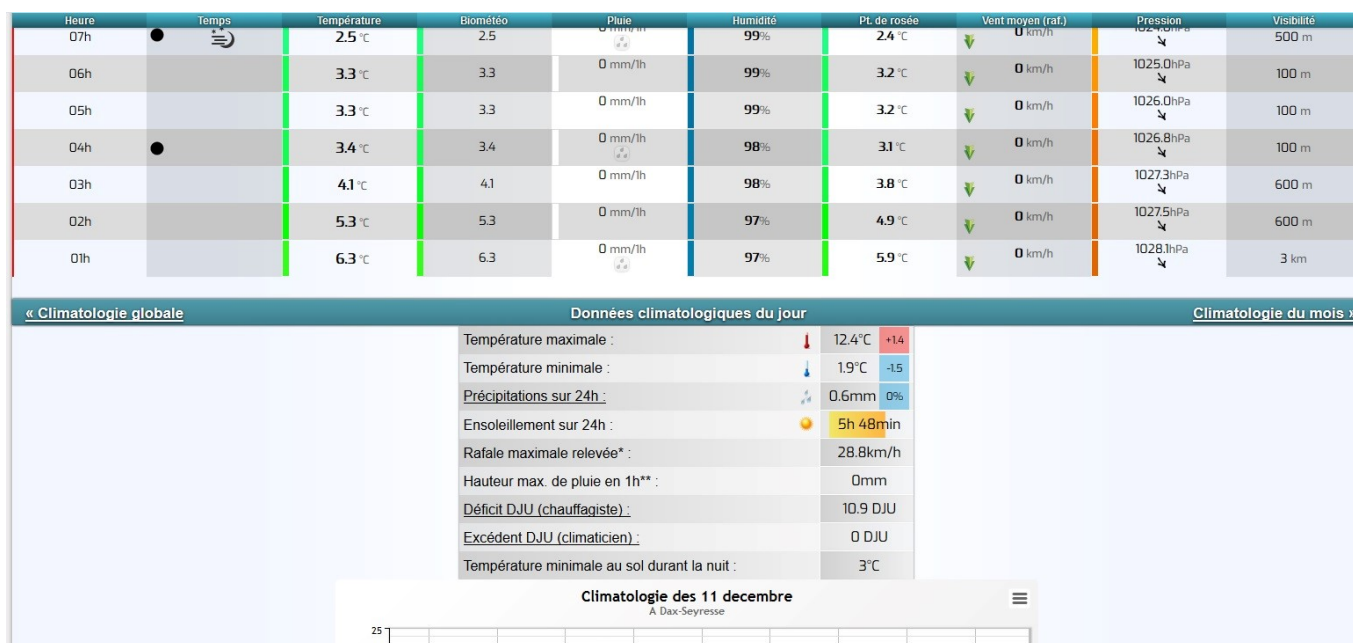 Heure Temps Température Biométéo Pluie Humidité Pt. de rosée Vent moyen (raf.) Pression Visibilité
07h 2.5 °C 2.5 0 mm/1h 99% 2.4 °C 0 km/h 500 m
06h 3.3 °C 3.3 0 mm/1h 99% 3.2 °C 0 km/h 1025.0hPa 100 m
05h 3.3 °C 3.3 0 mm/1h 99% 3.2 °C 0 km/h 1026.0hPa 100 m
04h 3.4 °C 3.4 0 mm/1h 98% 3.1 °C 0 km/h 1026.8hPa 100 m
03h 4.1 °C 4.1 0 mm/1h 98% 3.8 °C 0 km/h 1027.3hPa 600 m
02h 5.3 °C 5.3 0 mm/1h 97% 4.9 °C 0 km/h 1027.5hPa 600 m
01h 6.3 °C 6.3 0 mm/1h 97% 5.9 °C 0 km/h 1028.1hPa 3 km
« Climatologie globale Données climatologiques du jour Climatologie du mois »
Température maximale : 12.4°C +1.4
Température minimale : 1.9°C -1.5
Précipitations sur 24h : 0.6mm 0%
Ensoleillement sur 24h : 5h 48min
Rafale maximale relevée* : 28.8km/h
Hauteur max. de pluie en 1h** : 0mm
Déficit DJU (chauffagiste) : 10.9 DJU
Excédent DJU (climaticien) : 0 DJU
Température minimale au sol durant la nuit : 3°C
Climatologie des 11 decembre
A Dax-Seyresse
25